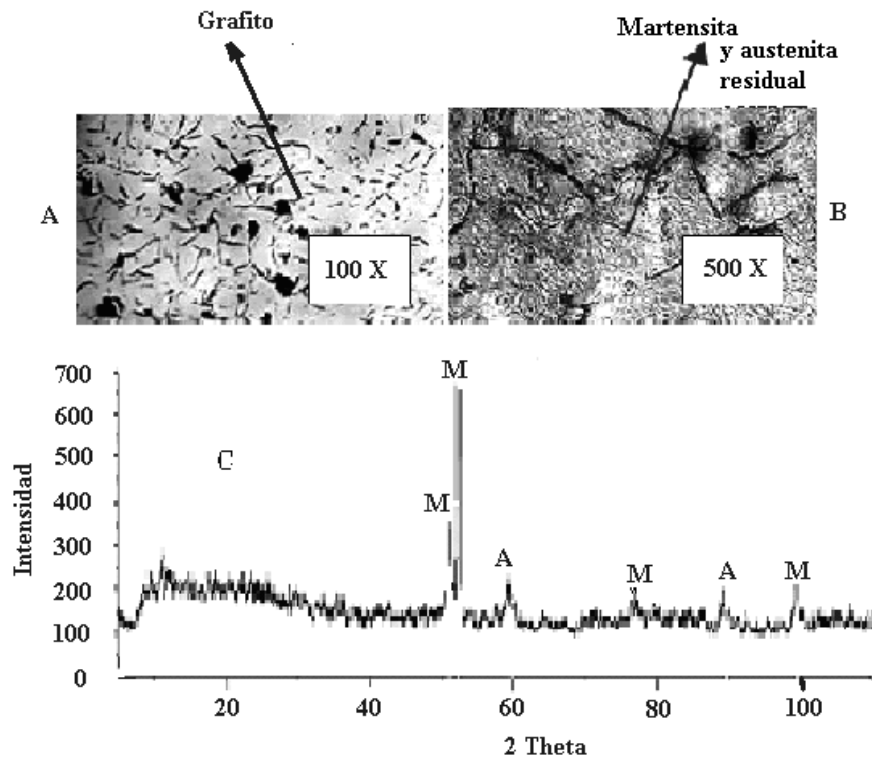 Grafito
Martensita
y austenita
residual
A
100 X
500 X
B
700
600
500
400
300
200
100
0
Intensidad
C
M
M
A
M
A
M
20
40
60
80
100
2 Theta